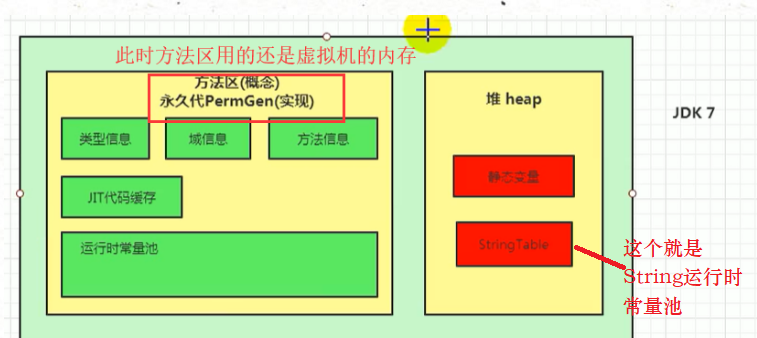 此时方法区用的还是虚拟机的内存
方法区(概念)
永久代PermGen(实现)
堆 heap
JDK 7
类型信息
域信息
方法信息
静态变量
JIT代码缓存
运行时常量池
StringTable
这个就是
String运行时
常量池